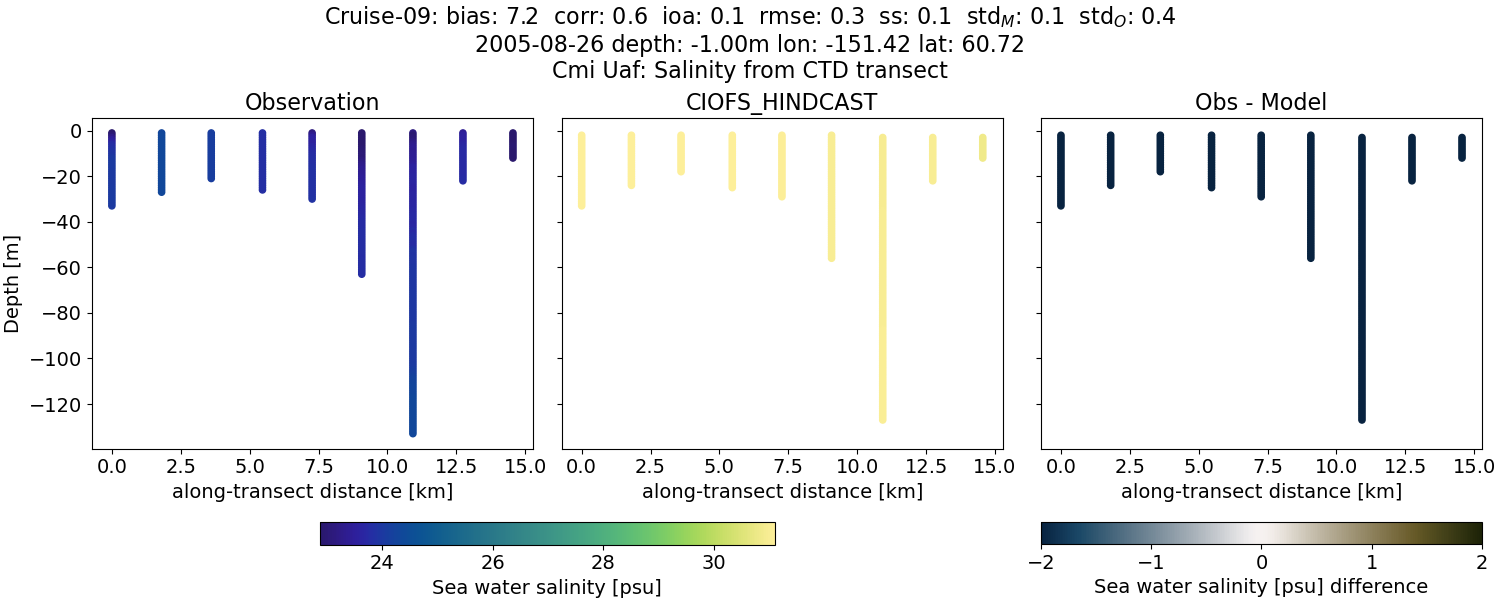 Cruise-09: bias: 7.2 corr: 0.6 ioa: 0.1 rmse: 0.3 ss: 0.1 std_M: 0.1 std_O: 0.4
2005-08-26 depth: -1.00m lon: -151.42 lat: 60.72
Cmi Uaf: Salinity from CTD transect
Observation
CIOFS_HINDCAST
Obs - Model
Depth [m]
0
−20
−40
−60
−80
−100
−120
0.0 2.5 5.0 7.5 10.0 12.5 15.0
0.0 2.5 5.0 7.5 10.0 12.5 15.0
0.0 2.5 5.0 7.5 10.0 12.5 15.0
along-transect distance [km]
along-transect distance [km]
along-transect distance [km]
24 26 28 30
Sea water salinity [psu]
−2 −1 0 1 2
Sea water salinity [psu] difference